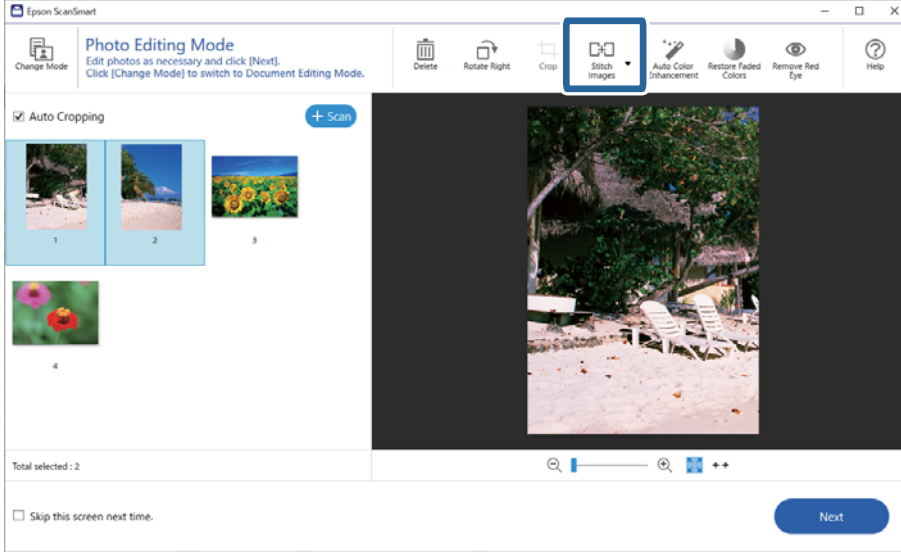 Epson ScanSmart
Change Mode
Photo Editing Mode
Edit photos as necessary and click [Next].
Click [Change Mode] to switch to Document Editing Mode.
Delete
Rotate Right
Crop
Stitch
Images
Auto Color
Enhancement
Restore Faded
Colors
Remove Red
Eye
Help
Auto Cropping
+ Scan
1
2
3
4
Total selected : 2
Skip this screen next time.
Next